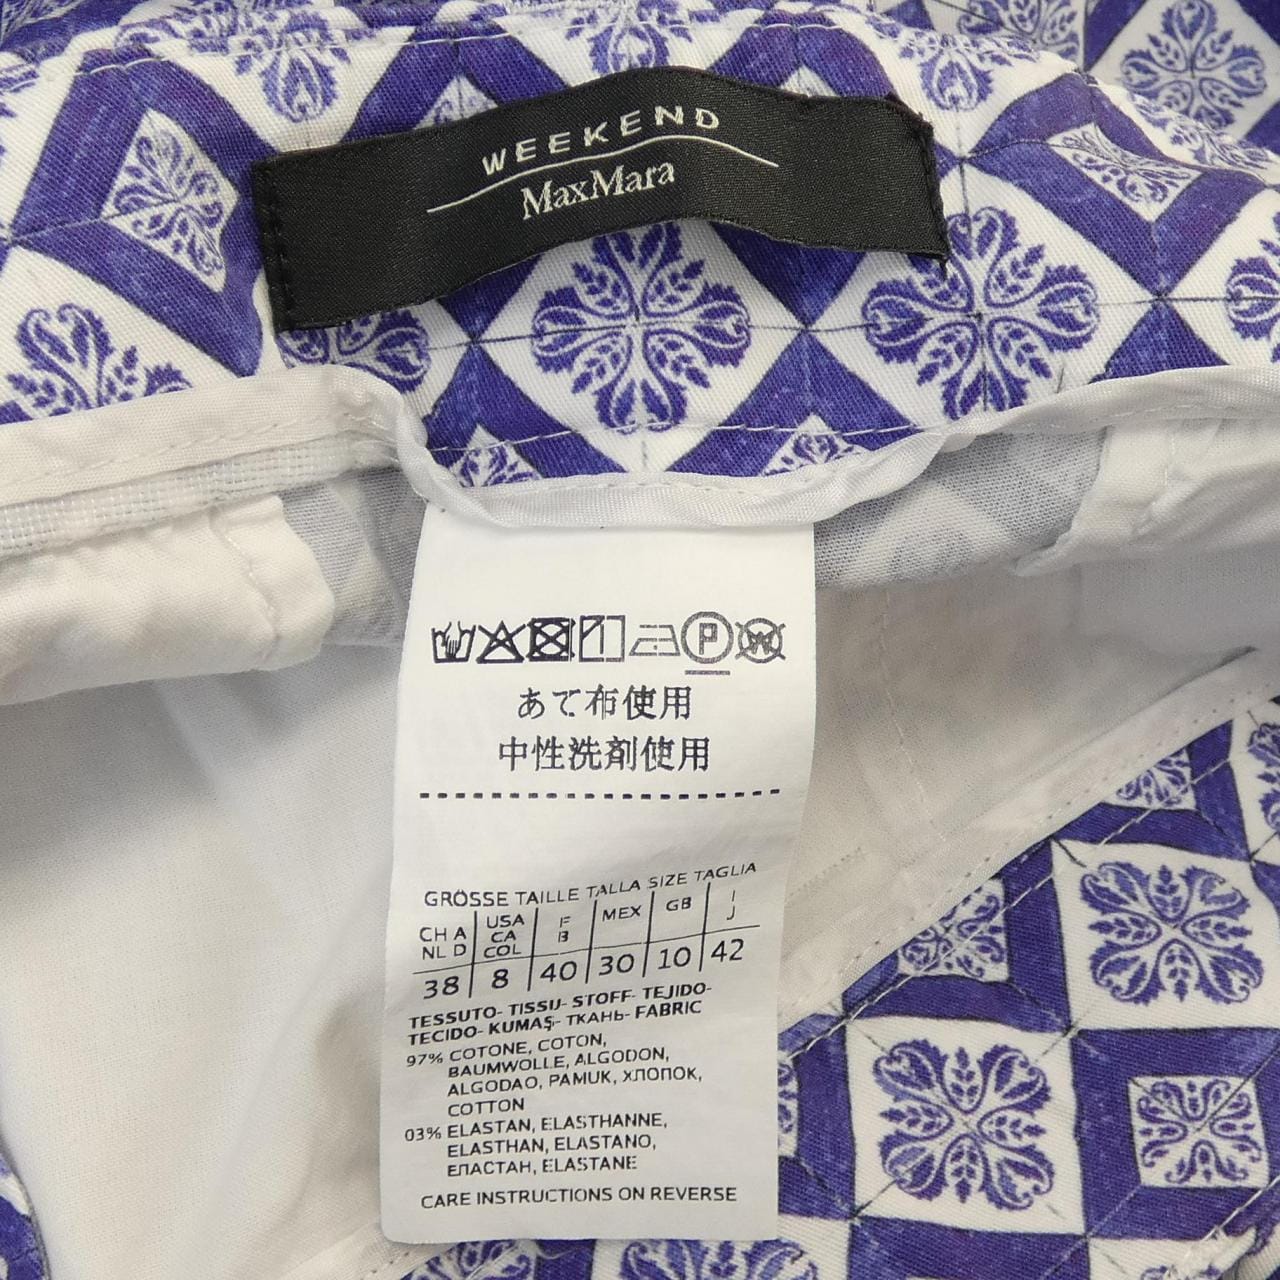 WEEKEND
MaxMara
P W
あて布使用
中性洗剤使用
GRÖSSE TAILLE TALLA SIZE TAGLIA
CH A NL D USA CA COL F B MEX GB I J
38 8 40 30 10 42
TESSUTO- TISSU- STOFF- TEJIDO-
TECIDO- KUMAŞ- ТКАНЬ- FABRIC
97% COTONE, COTON,
BAUMWOLLE, ALGODON,
ALGODAO, PAMUK, ХЛОПОК,
COTTON
03% ELASTAN, ELASTHANNE,
ELASTHAN, ELASTANO,
ЕПАСТАН, ELASTANE
CARE INSTRUCTIONS ON REVERSE